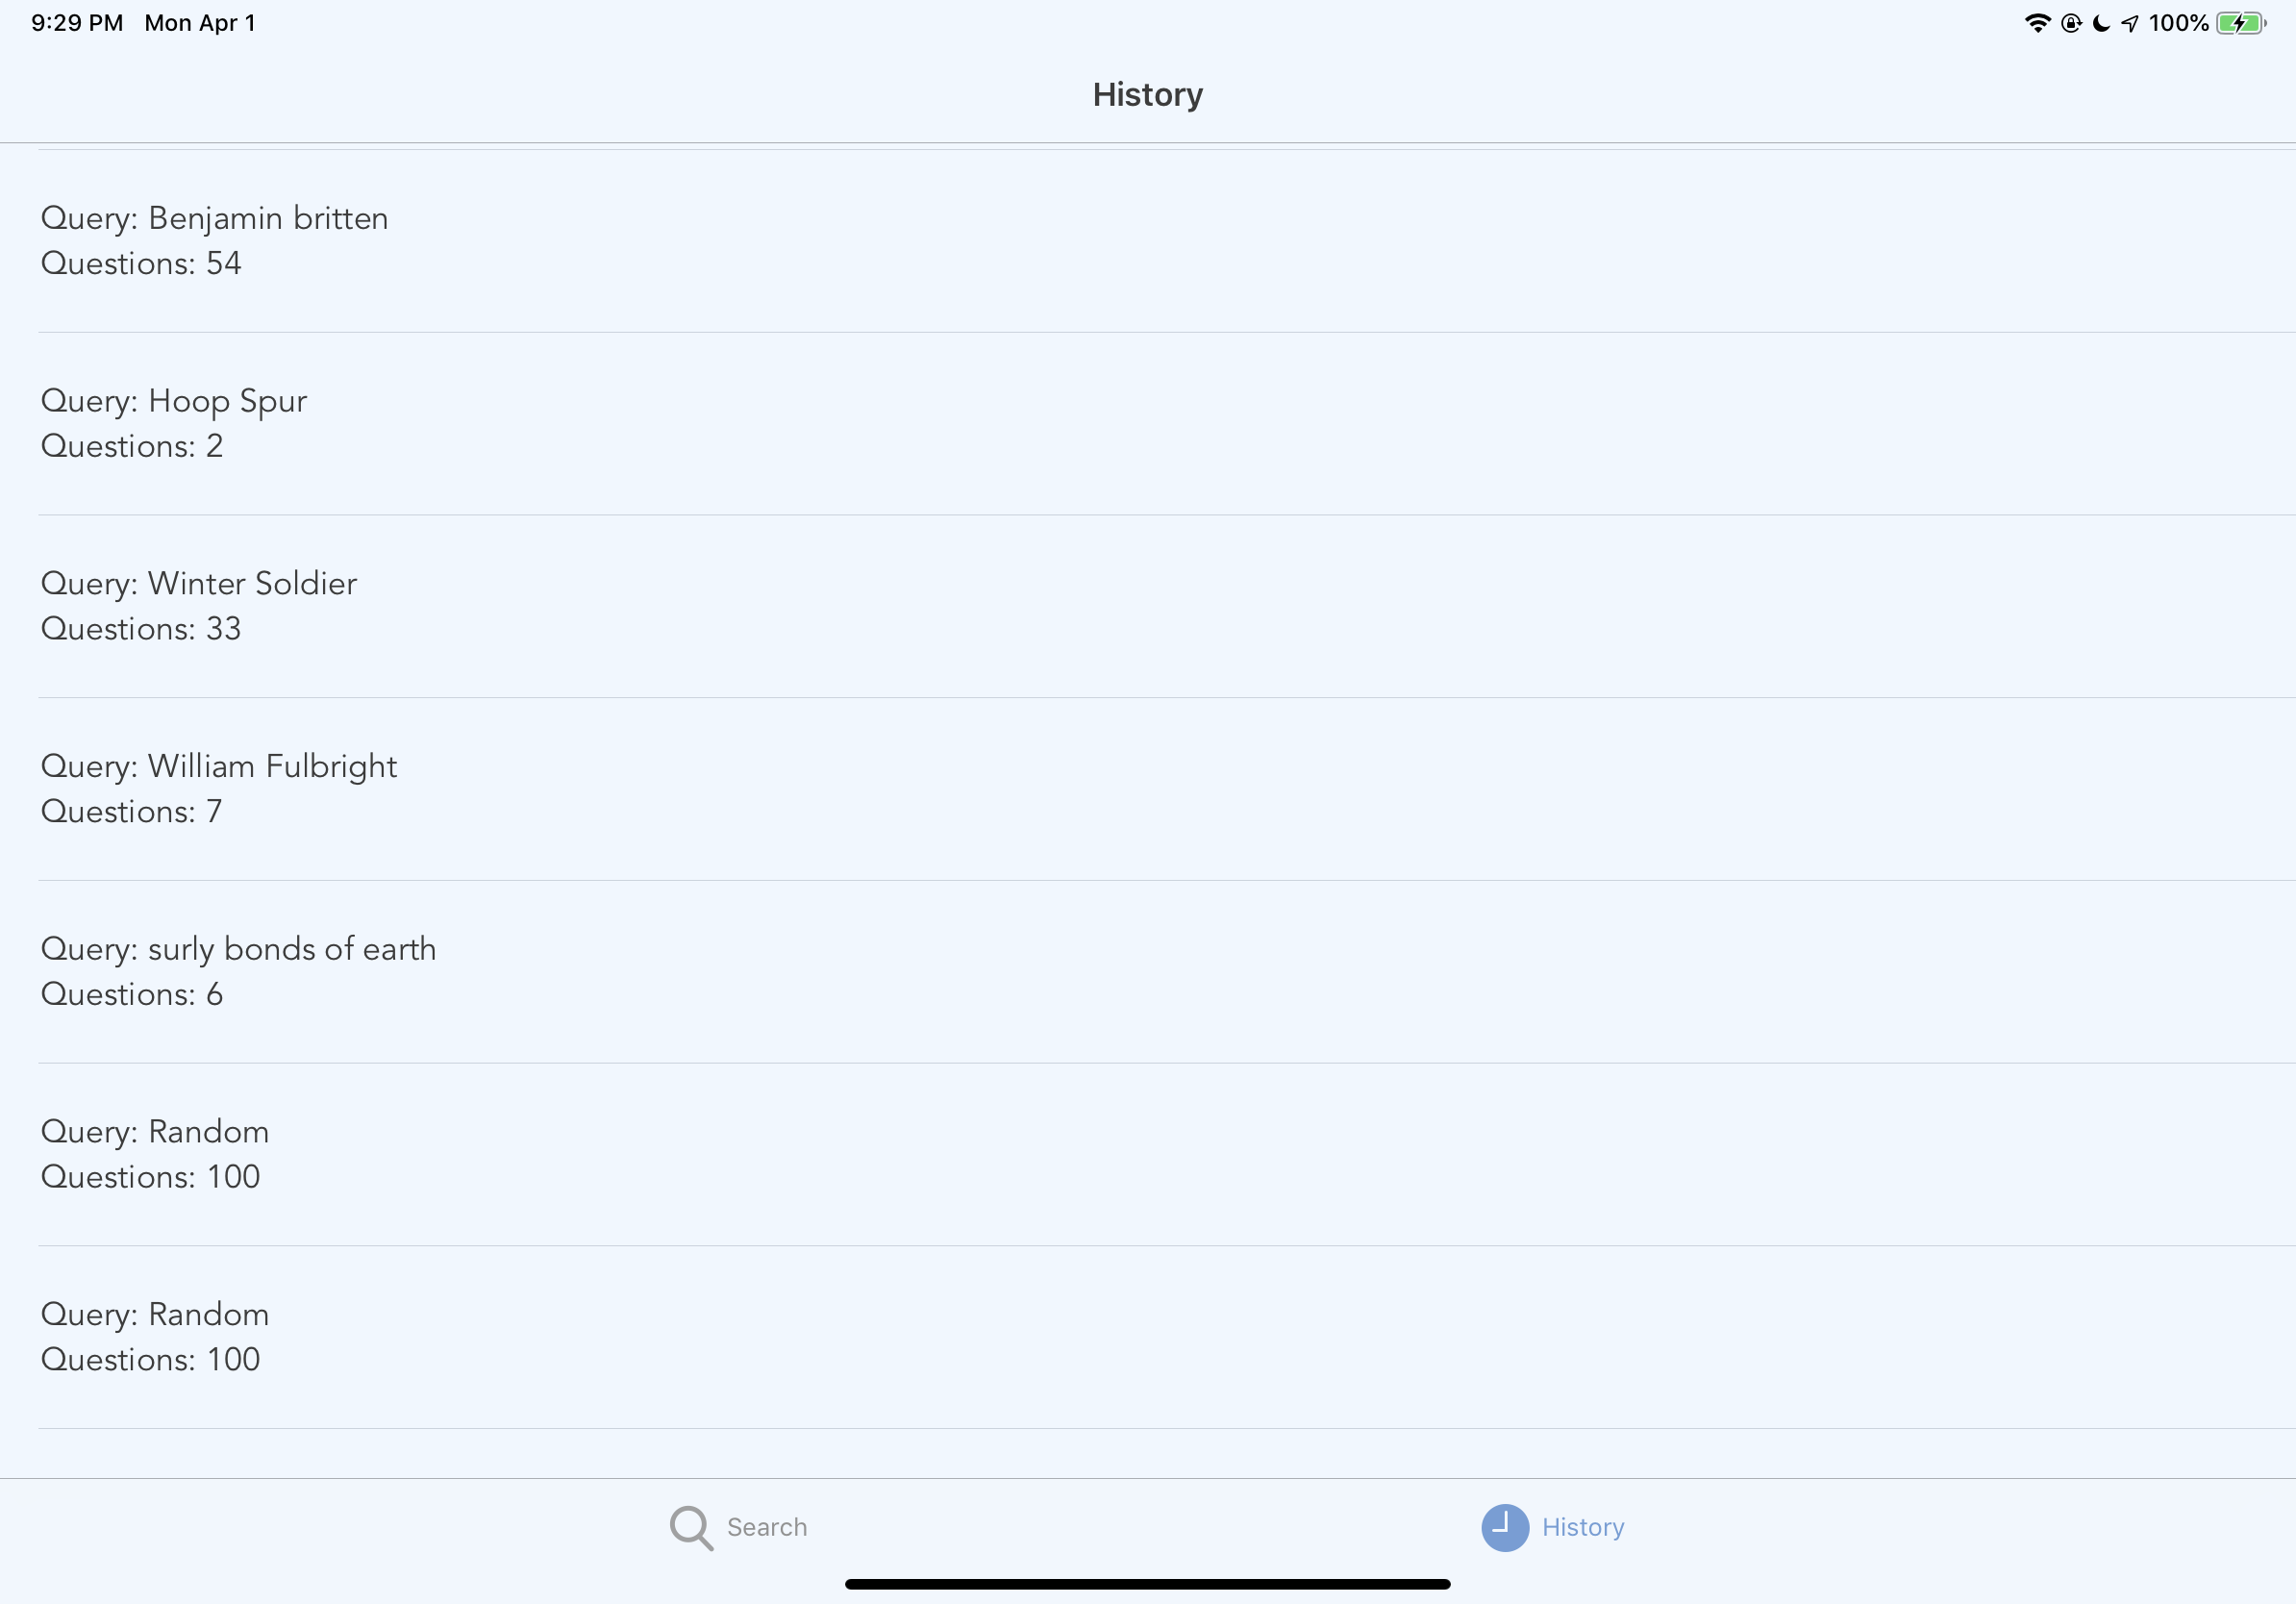 9:29 PM Mon Apr 1 100%
History
Query: Benjamin britten
Questions: 54
Query: Hoop Spur
Questions: 2
Query: Winter Soldier
Questions: 33
Query: William Fulbright
Questions: 7
Query: surly bonds of earth
Questions: 6
Query: Random
Questions: 100
Query: Random
Questions: 100
Search History